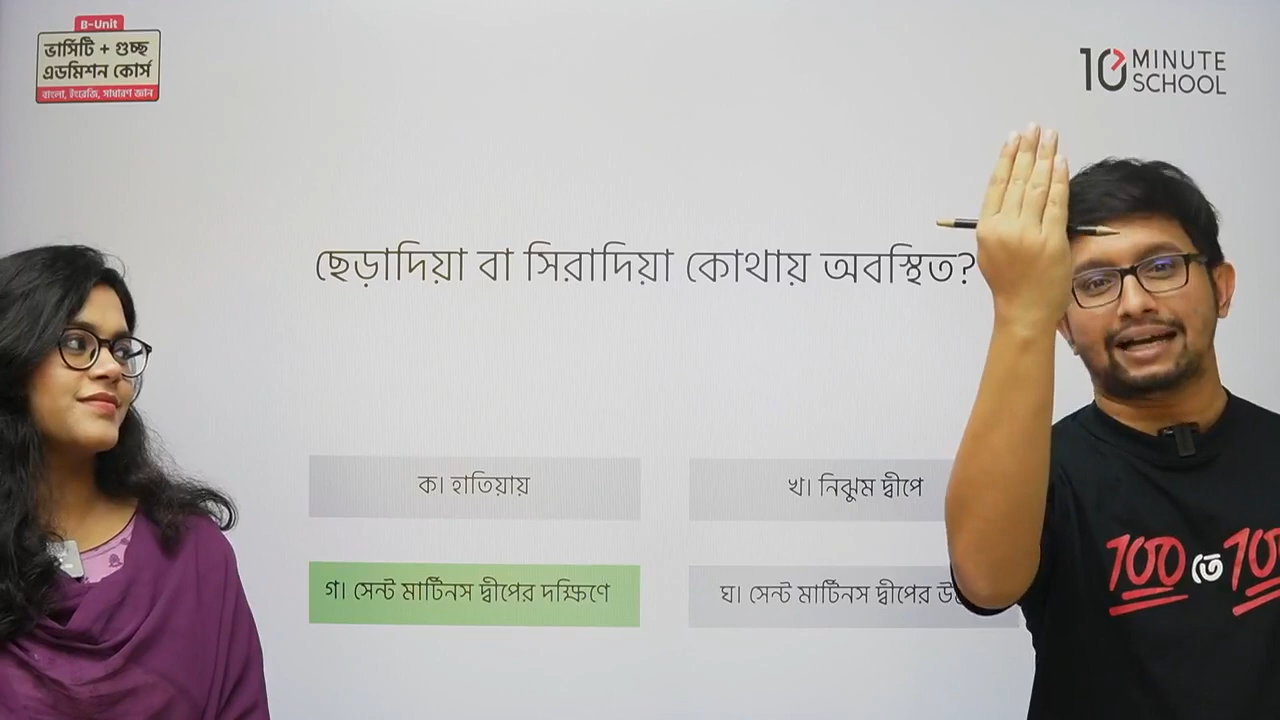 B-Unit
ভার্সিটি + গুচ্ছ
এডমিশন কোর্স
বাংলা, ইংরেজি, সাধারণ জ্ঞান
10 MINUTE
SCHOOL
ছেড়াদিয়া বা সিরাদিয়া কোথায় অবস্থিত?
ক। হাতিয়ায়
খ। নিঝুম দ্বীপে
গ। সেন্ট মার্টিনস দ্বীপের দক্ষিণে
ঘ। সেন্ট মার্টিনস দ্বীপের
100 তে 10